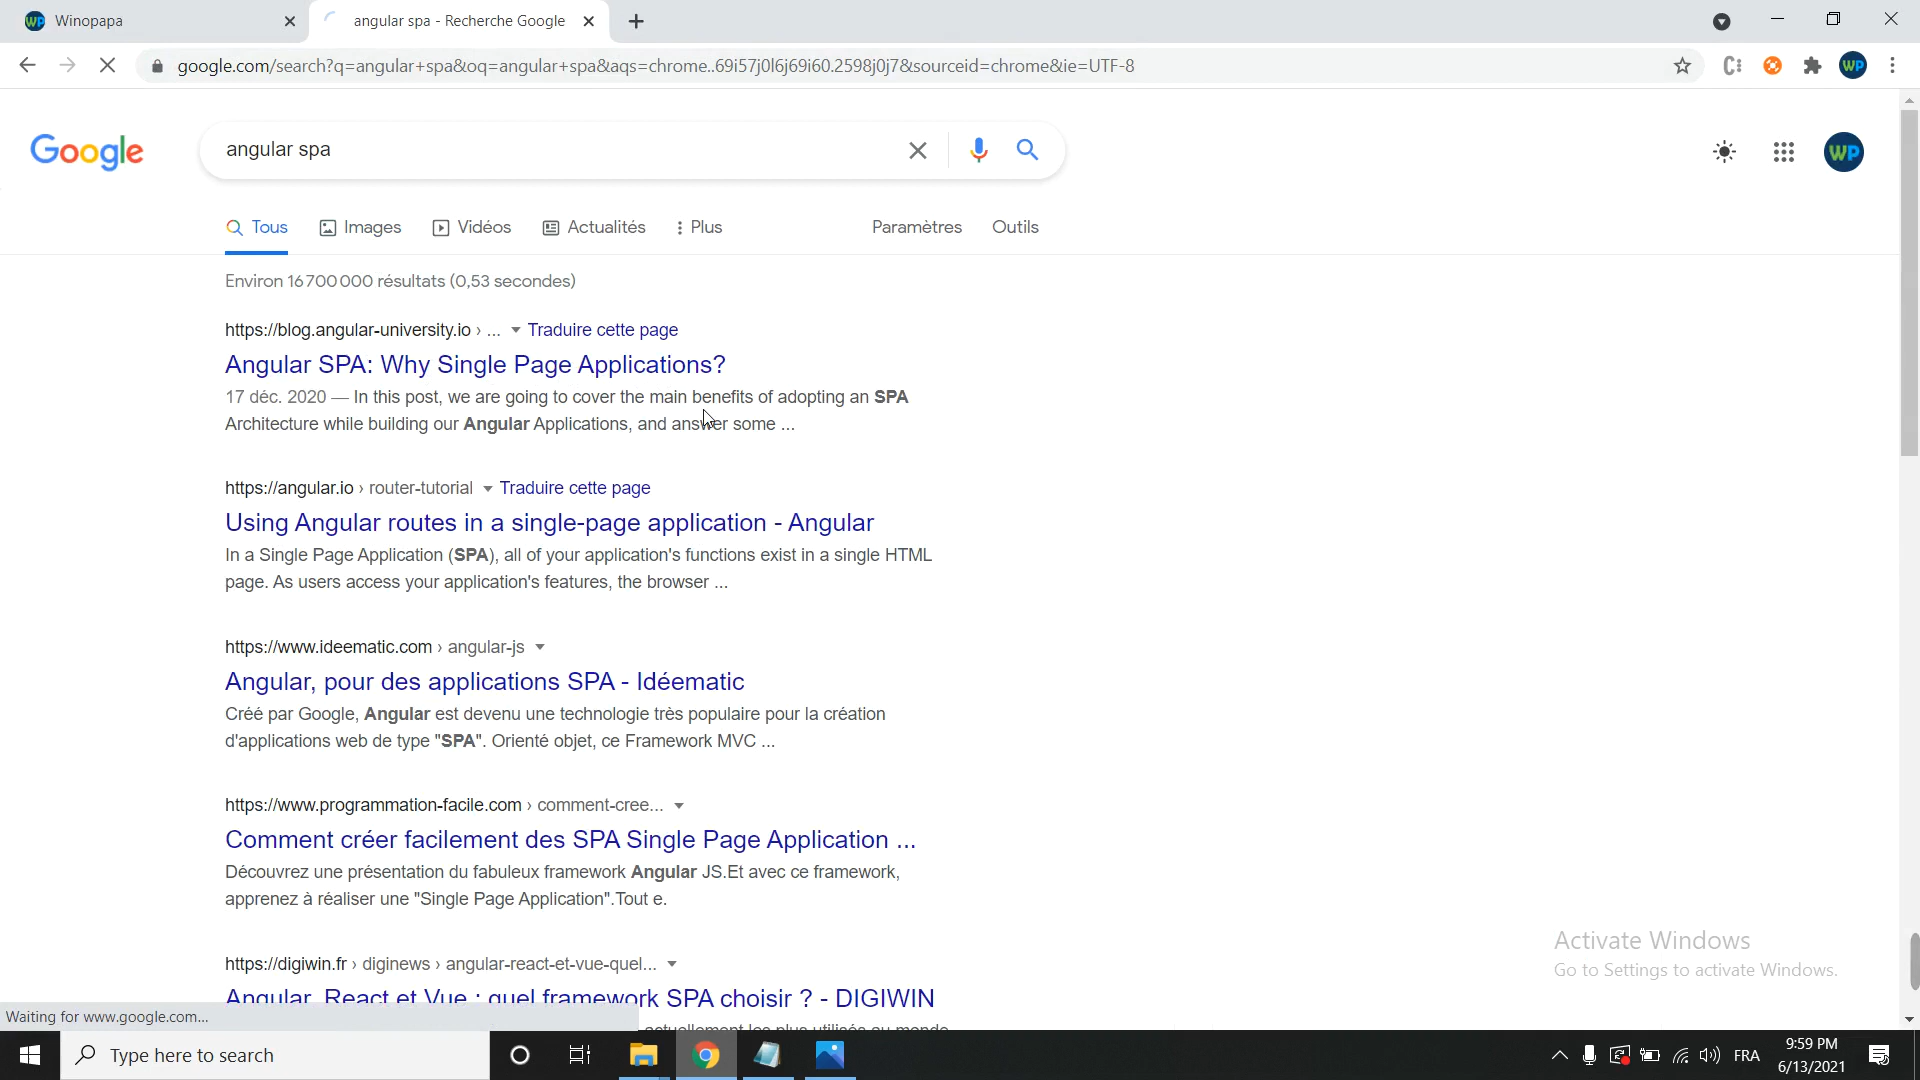 Winopapa
angular spa - Recherche Google
google.com/search?q=angular+spa&oq=angular+spa&aqs=chrome..69i57j0l6j69i60.2598j0j7&sourceid=chrome&ie=UTF-8
WP
Google
angular spa
WP
Tous Images Vidéos Actualités Plus Paramètres Outils
Environ 16 700 000 résultats (0,53 secondes)
https://blog.angular-university.io › ... Traduire cette page
Angular SPA: Why Single Page Applications?
17 déc. 2020 — In this post, we are going to cover the main benefits of adopting an SPA
Architecture while building our Angular Applications, and answer some ...
https://angular.io › router-tutorial Traduire cette page
Using Angular routes in a single-page application - Angular
In a Single Page Application (SPA), all of your application's functions exist in a single HTML
page. As users access your application's features, the browser ...
https://www.ideematic.com › angular-js
Angular, pour des applications SPA - Idéematic
Créé par Google, Angular est devenu une technologie très populaire pour la création
d'applications web de type "SPA". Orienté objet, ce Framework MVC ...
https://www.programmation-facile.com › comment-cree...
Comment créer facilement des SPA Single Page Application ...
Découvrez une présentation du fabuleux framework Angular JS.Et avec ce framework,
apprenez à réaliser une "Single Page Application".Tout e.
Activate Windows
Go to Settings to activate Windows.
https://digiwin.fr › diginews › angular-react-et-vue-quel...
Angular, React et Vue : quel framework SPA choisir ? - DIGIWIN
Waiting for www.google.com...
actuellement les plus utilisés au monde
Type here to search
FRA
9:59 PM
6/13/2021